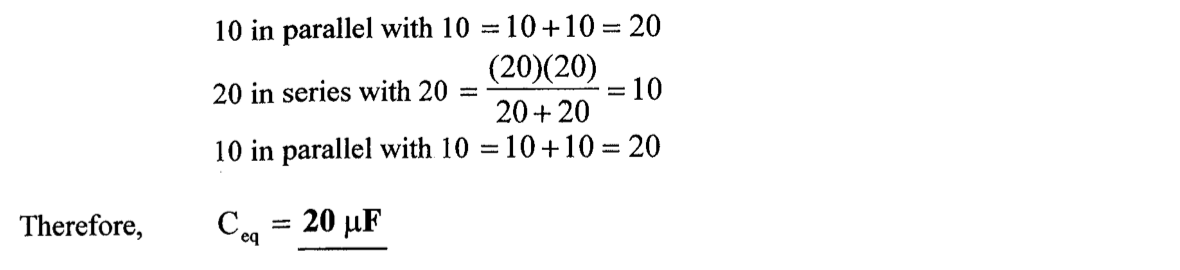 10 in parallel with 10 = 10 + 10 = 20
20 in series with 20 = (20)(20) / 20 + 20 = 10
10 in parallel with 10 = 10 + 10 = 20
Therefore, C_eq = 20 μF